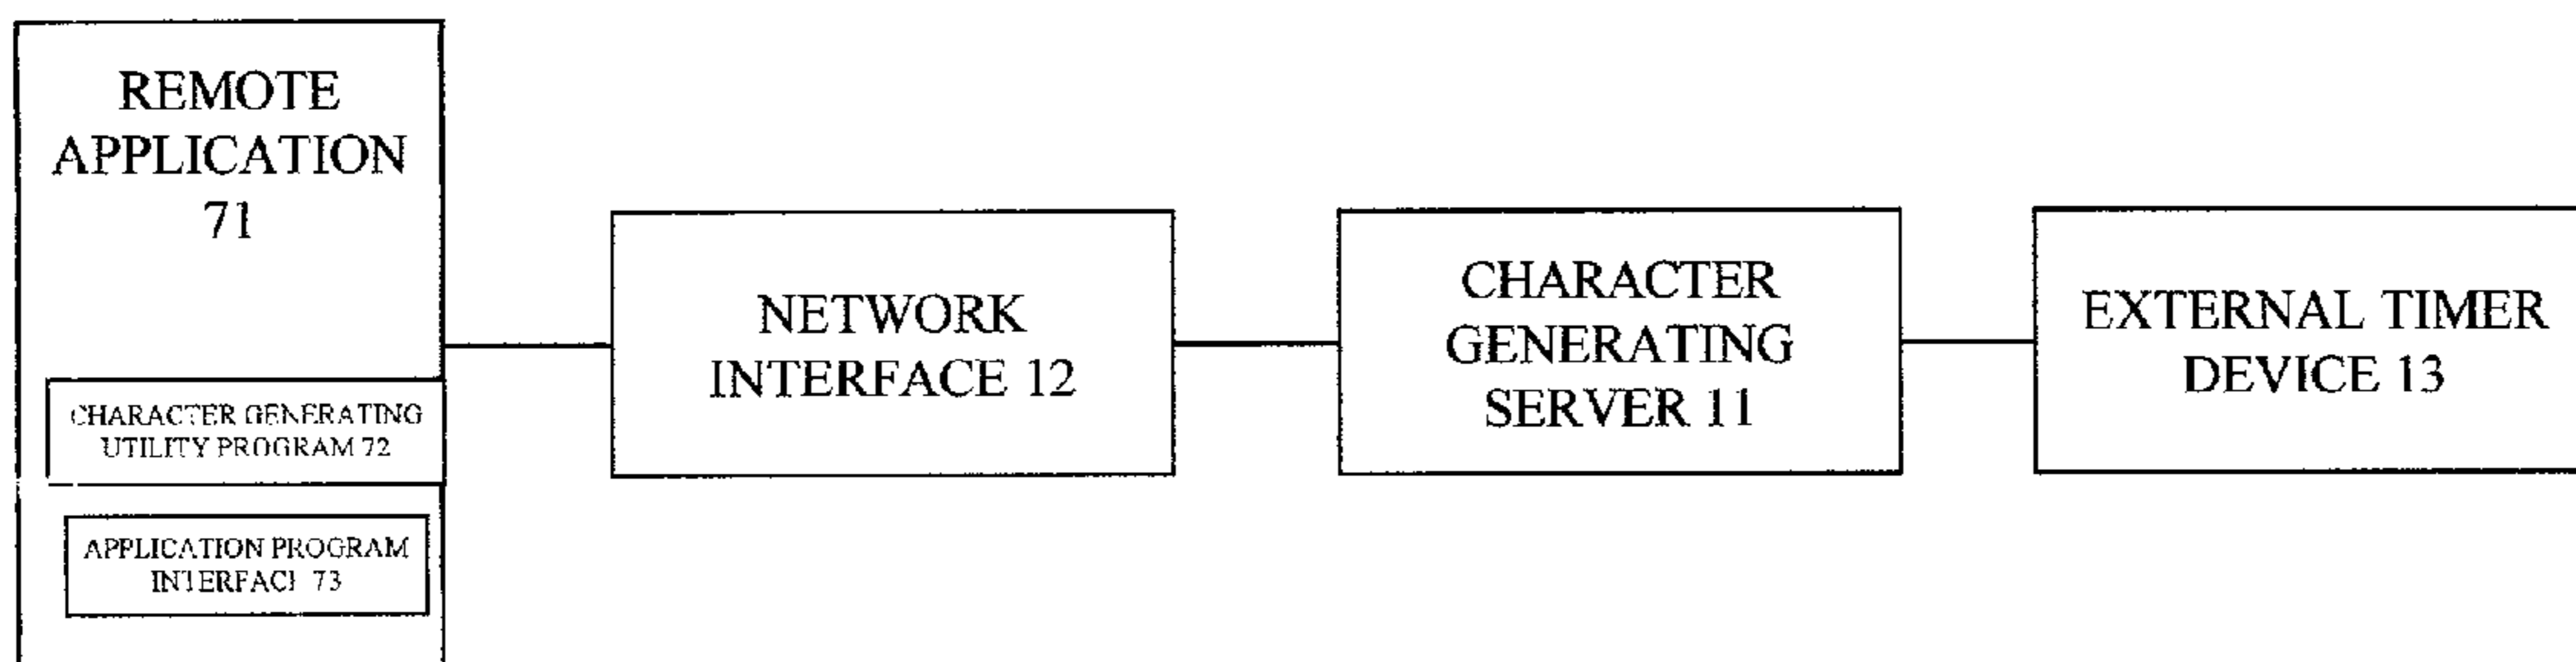 REMOTE
APPLICATION
71
CHARACTER GENERATING
UTILITY PROGRAM 72
APPLICATION PROGRAM
INTERFACE 73
NETWORK
INTERFACE 12
CHARACTER
GENERATING
SERVER 11
EXTERNAL TIMER
DEVICE 13